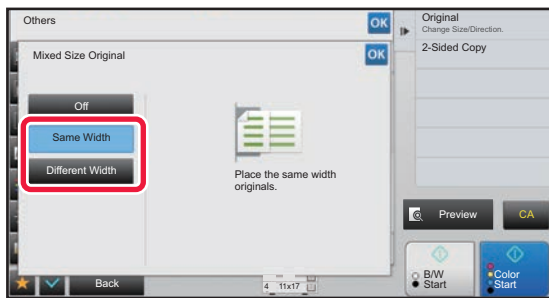 Others
OK
Original
Change Size/Direction.
2-Sided Copy
Mixed Size Original
OK
Off
Same Width
Different Width
Place the same width
originals.
Preview
CA
Back
4 11x17
B/W
Start
Color
Start